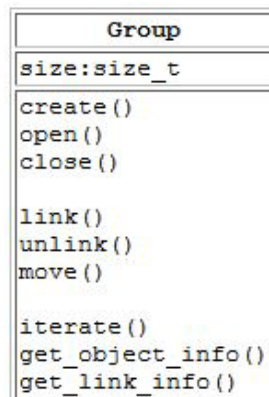 Group
size:size_t
create()
open()
close()
link()
unlink()
move()
iterate()
get_object_info()
get_link_info()